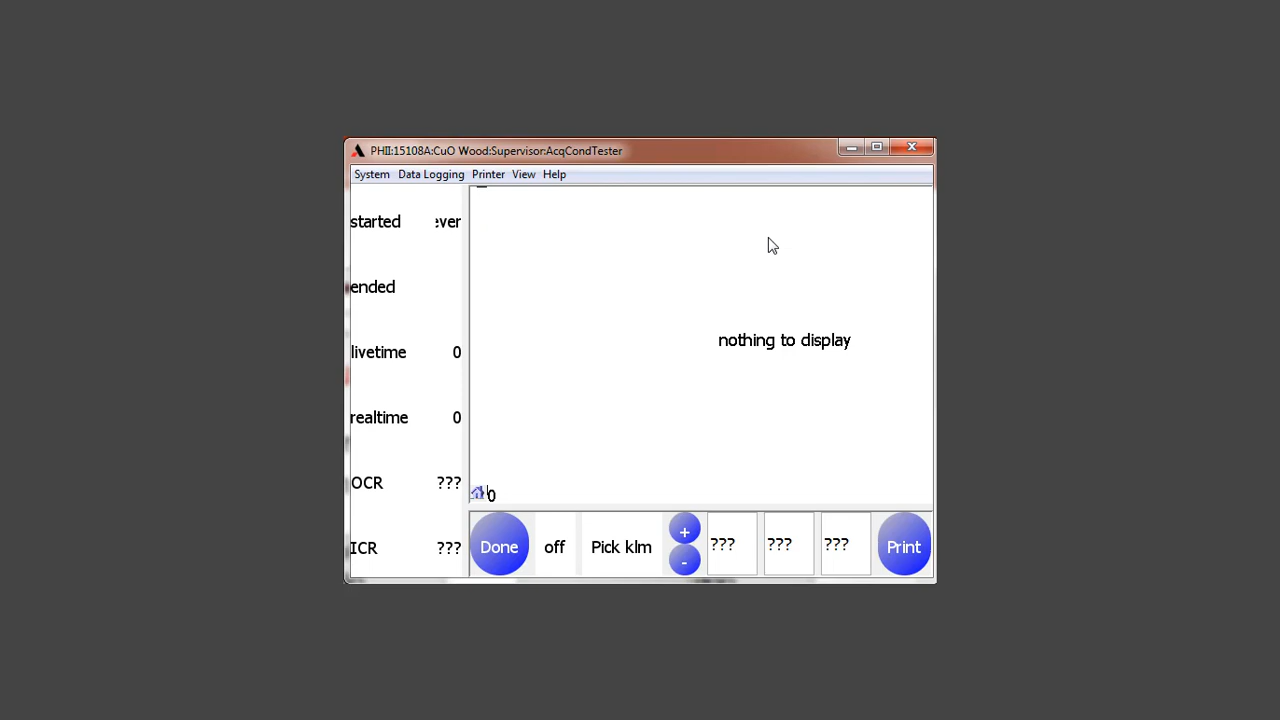 PHII:15108A:CuO Wood:Supervisor:AcqCondTester
System Data Logging Printer View Help
started ever
ended
livetime 0
realtime 0
OCR ???
ICR ???
nothing to display
0
Done off Pick klm + - ??? ??? ??? Print